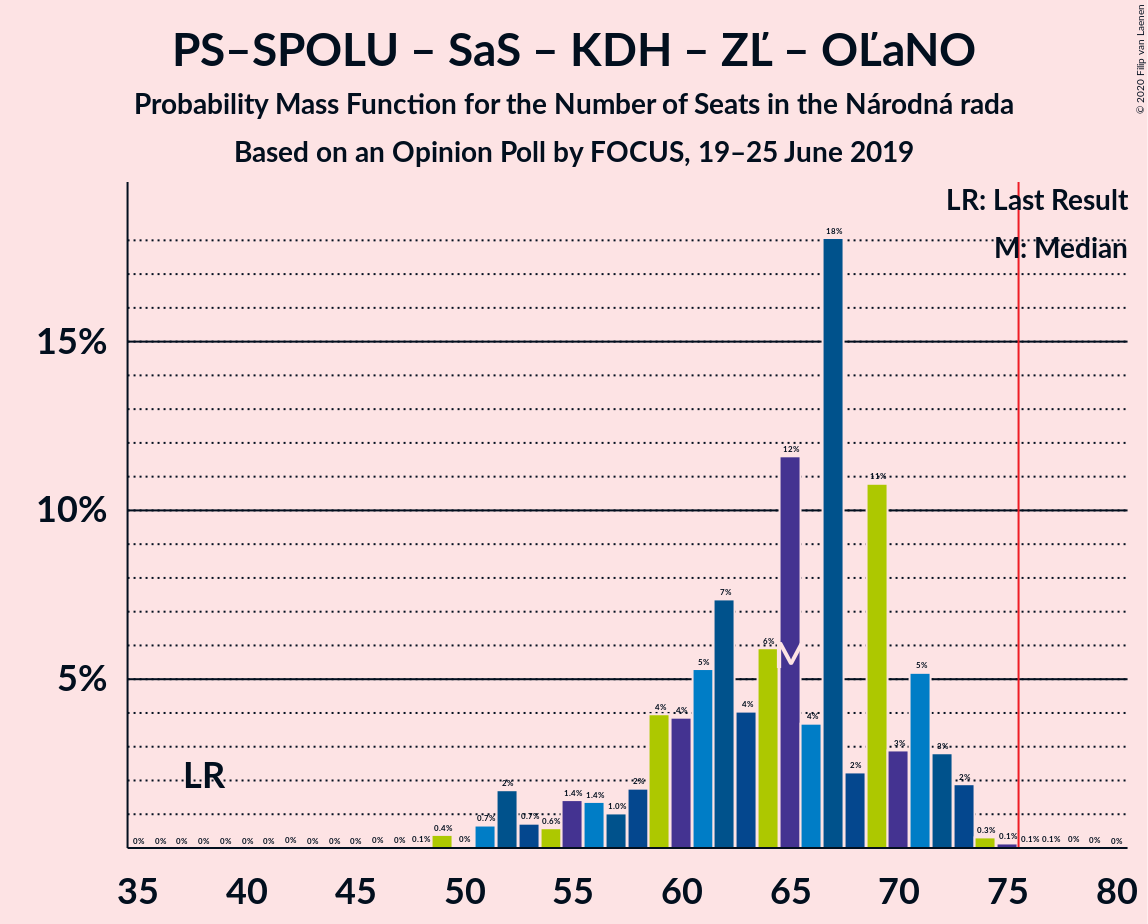 PS–SPOLU – SaS – KDH – ZĽ – OĽaNO
Probability Mass Function for the Number of Seats in the Národná rada
Based on an Opinion Poll by FOCUS, 19–25 June 2019
© 2020 Filip van Laenen
LR: Last Result
M: Median
15%
10%
5%
LR
M
0% 0% 0% 0% 0% 0% 0% 0% 0% 0% 0% 0% 0% 0.1% 0.4% 0% 0.7% 2% 0.7% 0.6% 1.4% 1.4% 1.0% 2% 4% 4% 5% 7% 4% 6% 12% 4% 18% 2% 11% 3% 5% 3% 2% 0.3% 0.1% 0.1% 0.1% 0% 0% 0%
35 40 45 50 55 60 65 70 75 80